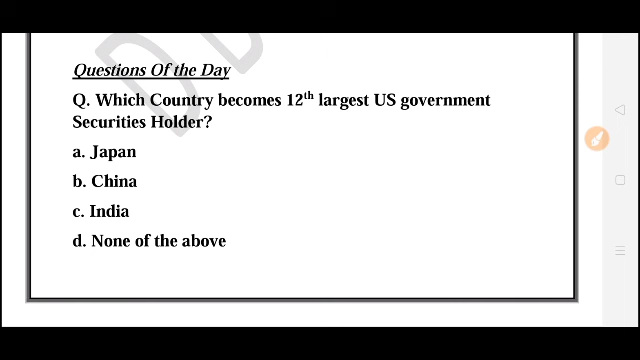 Questions Of the Day
Q. Which Country becomes 12th largest US government
Securities Holder?
a. Japan
b. China
c. India
d. None of the above